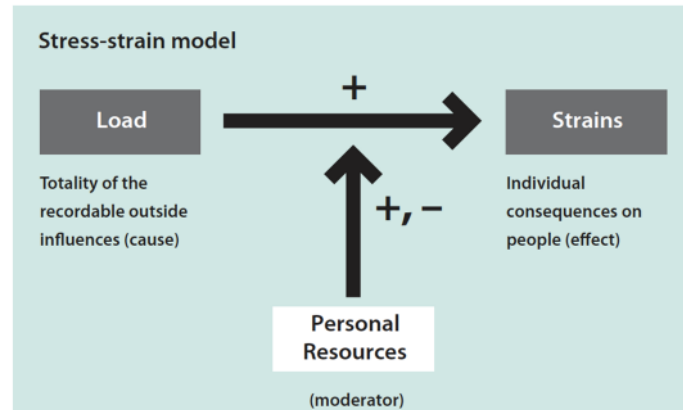 Stress-strain model
+
Load
Strains
Totality of the
recordable outside
influences (cause)
+, –
Individual
consequences on
people (effect)
Personal
Resources
(moderator)